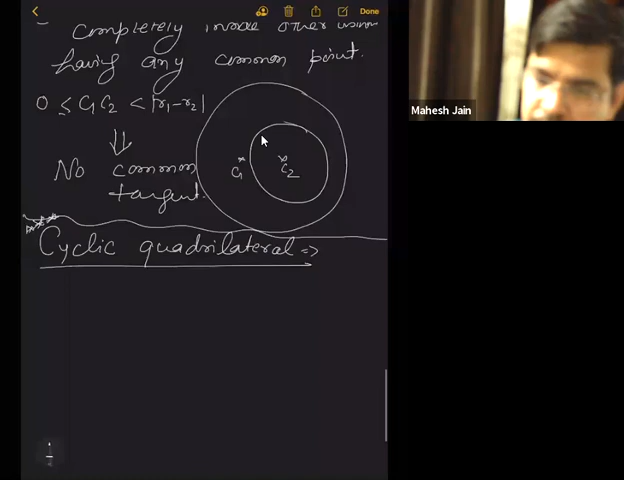 Done
completely inside other without
having any common point.
0 ≤ C₁C₂ < |r₁-r₂|
⇓
No common
tangent.
C₁
C₂
Cyclic quadrilateral ⇒
Mahesh Jain